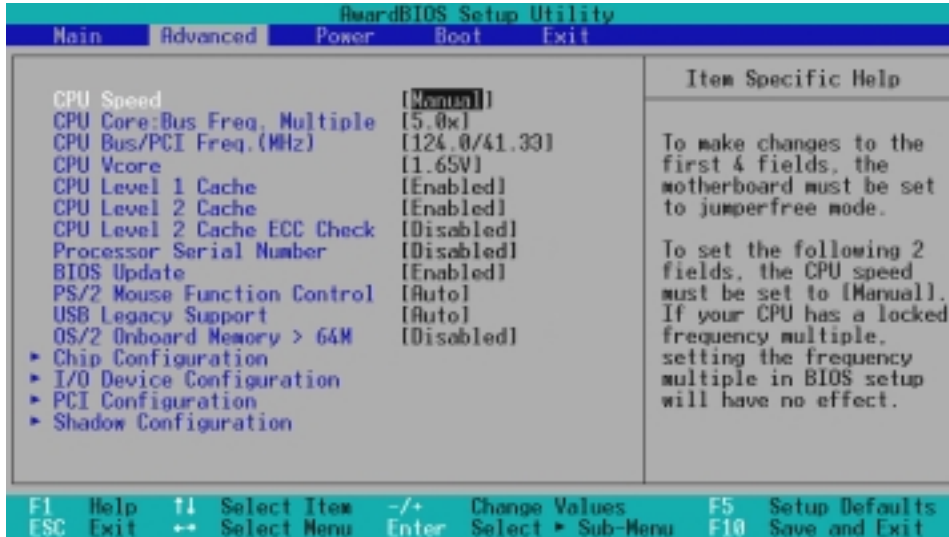 AwardBIOS Setup Utility
Main Advanced Power Boot Exit
CPU Speed [Manual]
CPU Core:Bus Freq. Multiple [5.0x]
CPU Bus/PCI Freq.(MHz) [124.0/41.33]
CPU Vcore [1.65V]
CPU Level 1 Cache [Enabled]
CPU Level 2 Cache [Enabled]
CPU Level 2 Cache ECC Check [Disabled]
Processor Serial Number [Disabled]
BIOS Update [Enabled]
PS/2 Mouse Function Control [Auto]
USB Legacy Support [Auto]
OS/2 Onboard Memory > 64M [Disabled]
► Chip Configuration
► I/O Device Configuration
► PCI Configuration
► Shadow Configuration
Item Specific Help
To make changes to the
first 4 fields, the
motherboard must be set
to jumperfree mode.
To set the following 2
fields, the CPU speed
must be set to [Manual].
If your CPU has a locked
frequency multiple,
setting the frequency
multiple in BIOS setup
will have no effect.
F1 Help ↑↓ Select Item -/+ Change Values F5 Setup Defaults
ESC Exit ↔ Select Menu Enter Select ► Sub-Menu F10 Save and Exit